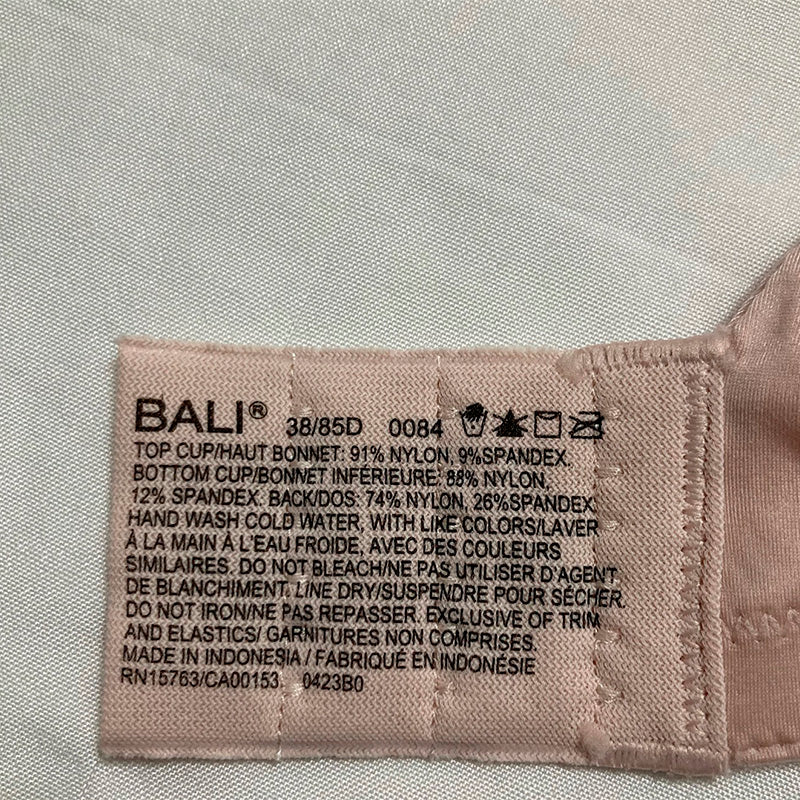 BALI® 38/85D 0084
TOP CUP/HAUT BONNET: 91% NYLON, 9%SPANDEX.
BOTTOM CUP/BONNET INFÉRIEURE: 88% NYLON,
12% SPANDEX. BACK/DOS: 74% NYLON, 26%SPANDEX
HAND WASH COLD WATER, WITH LIKE COLORS/LAVER
À LA MAIN À L'EAU FROIDE, AVEC DES COULEURS
SIMILAIRES. DO NOT BLEACH/NE PAS UTILISER D'AGENT
DE BLANCHIMENT. LINE DRY/SUSPENDRE POUR SÉCHER.
DO NOT IRON/NE PAS REPASSER. EXCLUSIVE OF TRIM
AND ELASTICS/ GARNITURES NON COMPRISES.
MADE IN INDONESIA / FABRIQUÉ EN INDONÉSIE
RN15763/CA00153 0423B0